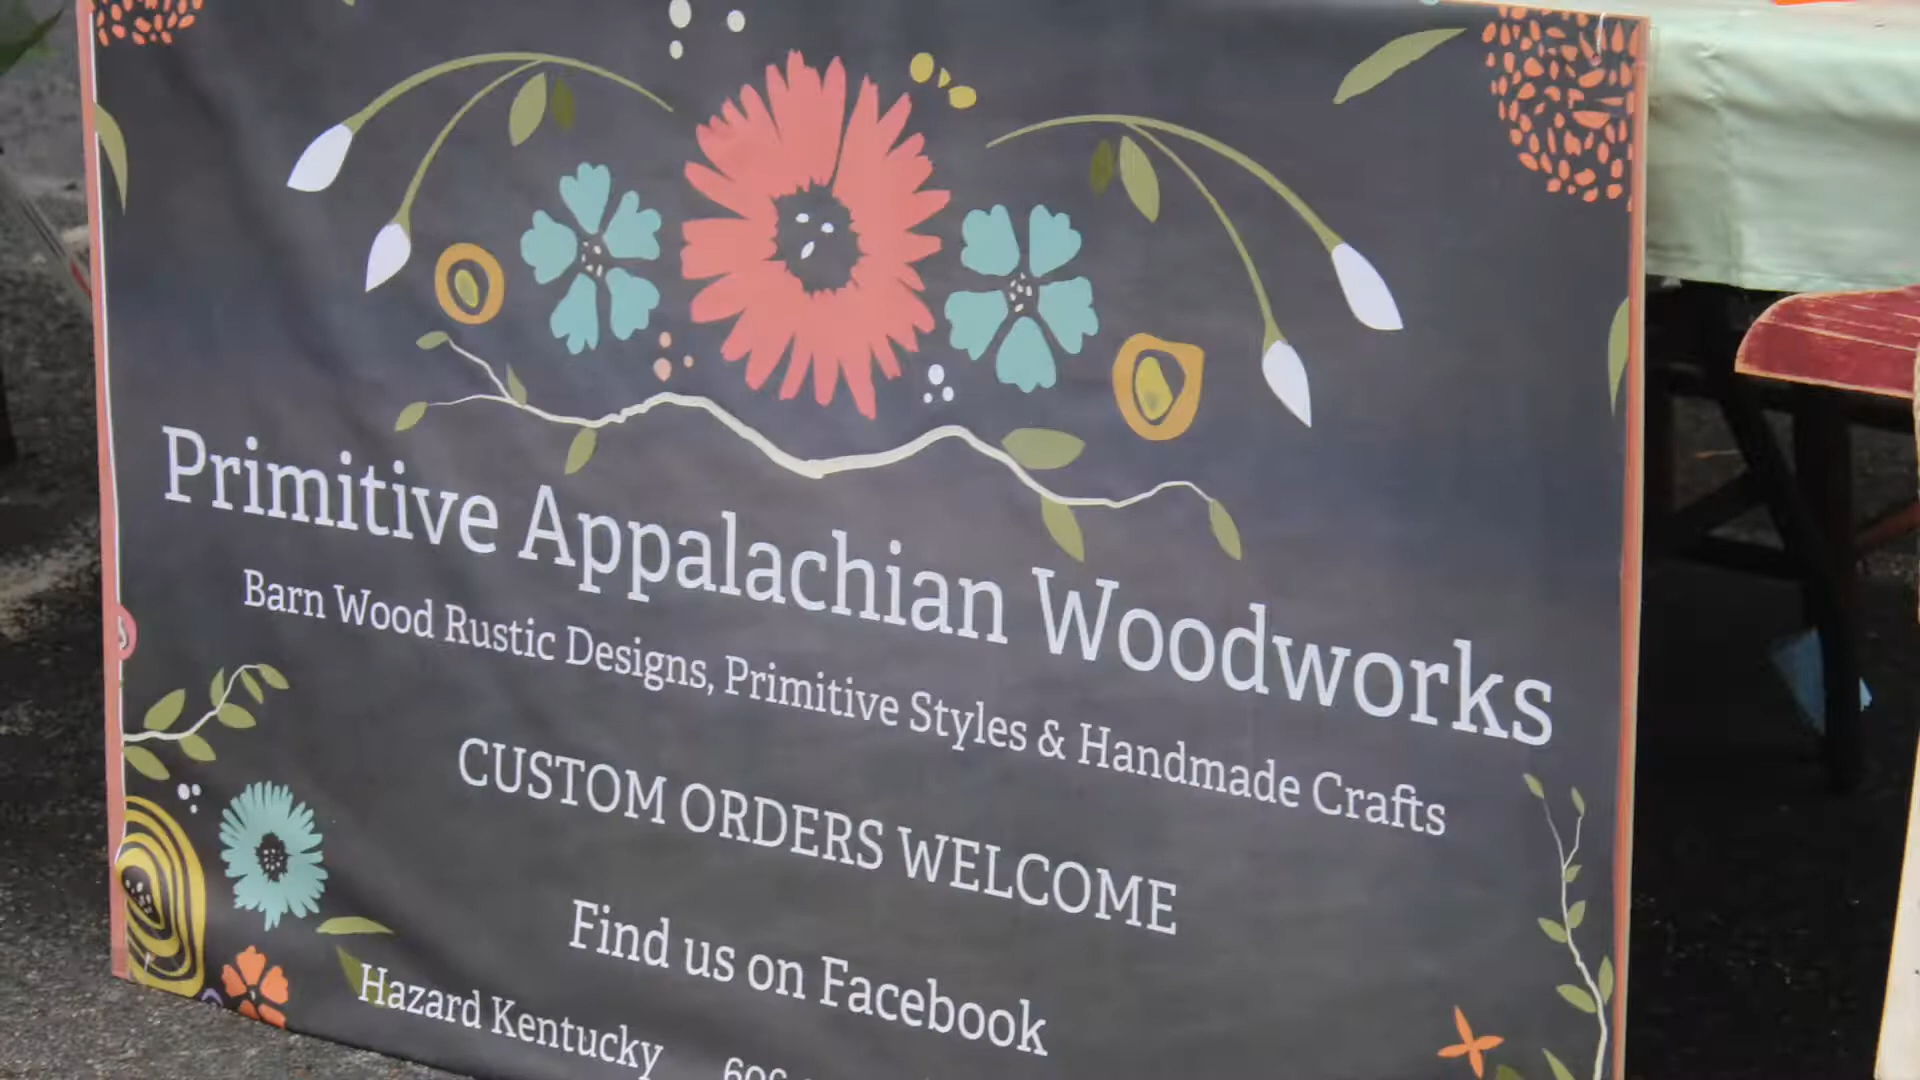 Primitive Appalachian Woodworks
Barn Wood Rustic Designs, Primitive Styles & Handmade Crafts
CUSTOM ORDERS WELCOME
Find us on Facebook
Hazard Kentucky 606